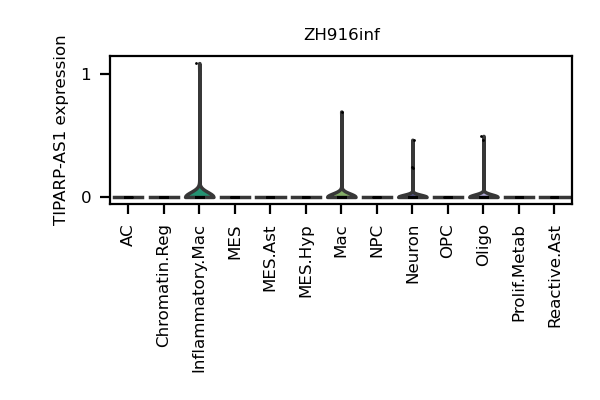 ZH916inf
TIPARP-AS1 expression
1
0
AC
Chromatin.Reg
Inflammatory.Mac
MES
MES.Ast
MES.Hyp
Mac
NPC
Neuron
OPC
Oligo
Prolif.Metab
Reactive.Ast